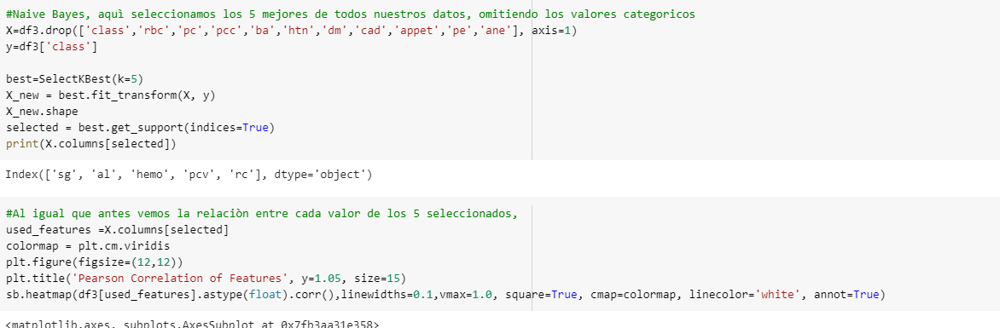 #Naive Bayes, aquì seleccionamos los 5 mejores de todos nuestros datos, omitiendo los valores categoricos
X=df3.drop(['class','rbc','pc','pcc','ba','htn','dm','cad','appet','pe','ane'], axis=1)
y=df3['class']
best=SelectKBest(k=5)
X_new = best.fit_transform(X, y)
X_new.shape
selected = best.get_support(indices=True)
print(X.columns[selected])
Index(['sg', 'al', 'hemo', 'pcv', 'rc'], dtype='object')
#Al igual que antes vemos la relaciòn entre cada valor de los 5 seleccionados,
used_features =X.columns[selected]
colormap = plt.cm.viridis
plt.figure(figsize=(12,12))
plt.title('Pearson Correlation of Features', y=1.05, size=15)
sb.heatmap(df3[used_features].astype(float).corr(),linewidths=0.1,vmax=1.0, square=True, cmap=colormap, linecolor='white', annot=True)
<matplotlib.axes._subplots.AxesSubplot at 0x7fb3aa31e358>